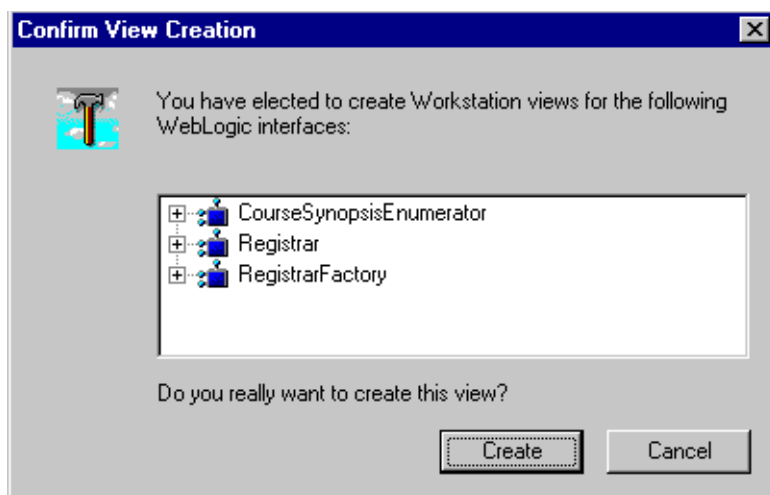 Confirm View Creation
You have elected to create Workstation views for the following
WebLogic interfaces:
CourseSynopsisEnumerator
Registrar
RegistrarFactory
Do you really want to create this view?
Create Cancel